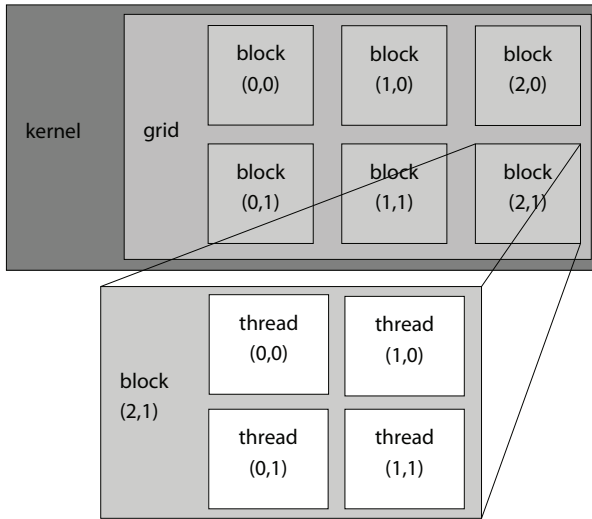 block
(0,0)
block
(1,0)
block
(2,0)
kernel
grid
block
(0,1)
block
(1,1)
block
(2,1)
thread
(0,0)
thread
(1,0)
block
(2,1)
thread
(0,1)
thread
(1,1)